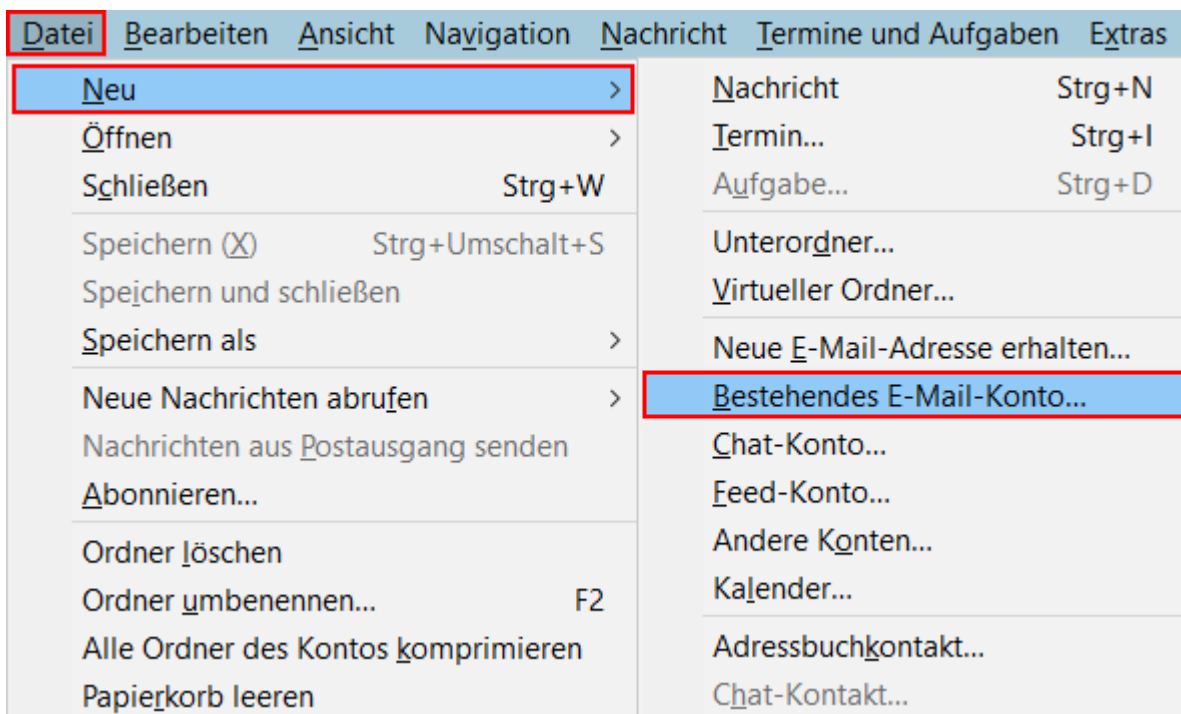 Datei Bearbeiten Ansicht Navigation Nachricht Termine und Aufgaben Extras
Neu >
Öffnen >
Schließen Strg+W
Speichern (X) Strg+Umschalt+S
Speichern und schließen
Speichern als >
Neue Nachrichten abrufen >
Nachrichten aus Postausgang senden
Abonnieren...
Ordner löschen
Ordner umbenennen... F2
Alle Ordner des Kontos komprimieren
Papierkorb leeren
Nachricht Strg+N
Termin... Strg+I
Aufgabe... Strg+D
Unterordner...
Virtueller Ordner...
Neue E-Mail-Adresse erhalten...
Bestehendes E-Mail-Konto...
Chat-Konto...
Feed-Konto...
Andere Konten...
Kalender...
Adressbuchkontakt...
Chat-Kontakt...